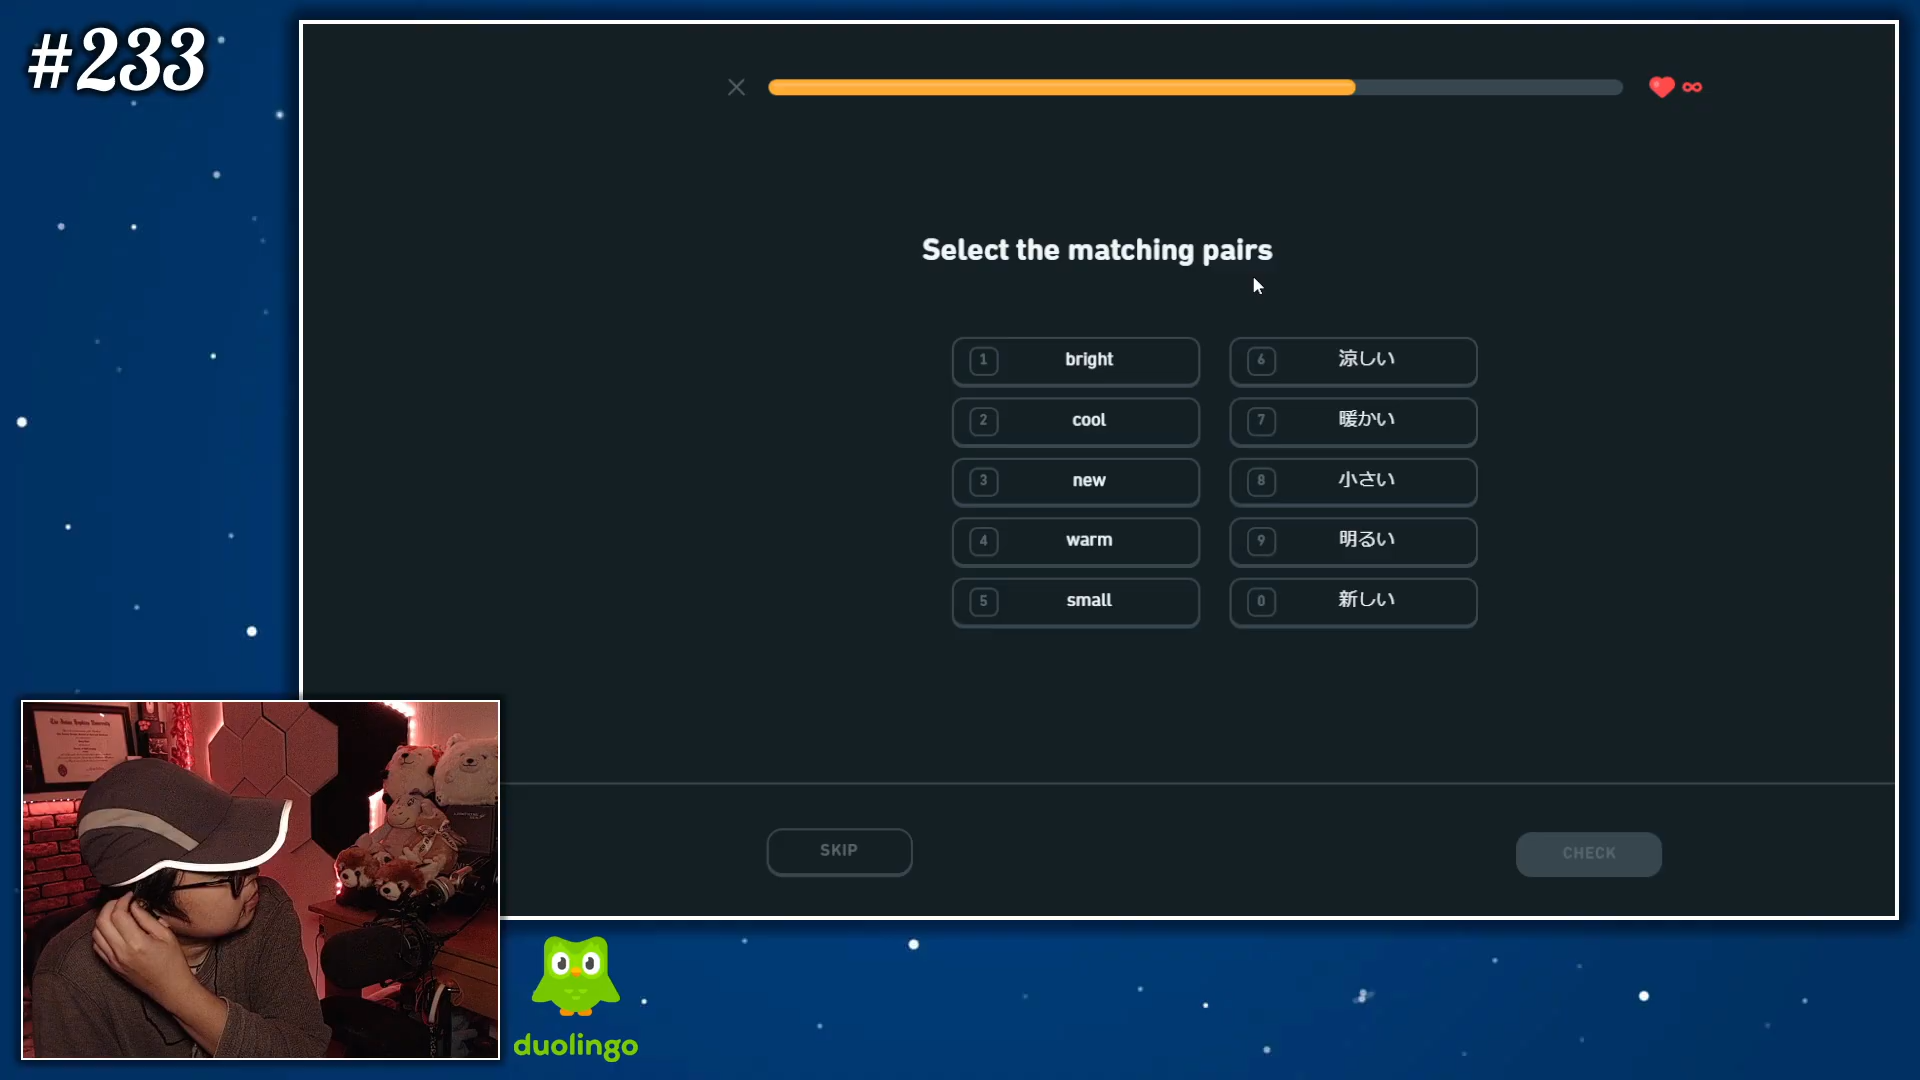 #233
Select the matching pairs
1 bright
6 涼しい
2 cool
7 暖かい
3 new
8 小さい
4 warm
9 明るい
5 small
0 新しい
SKIP
CHECK
duolingo